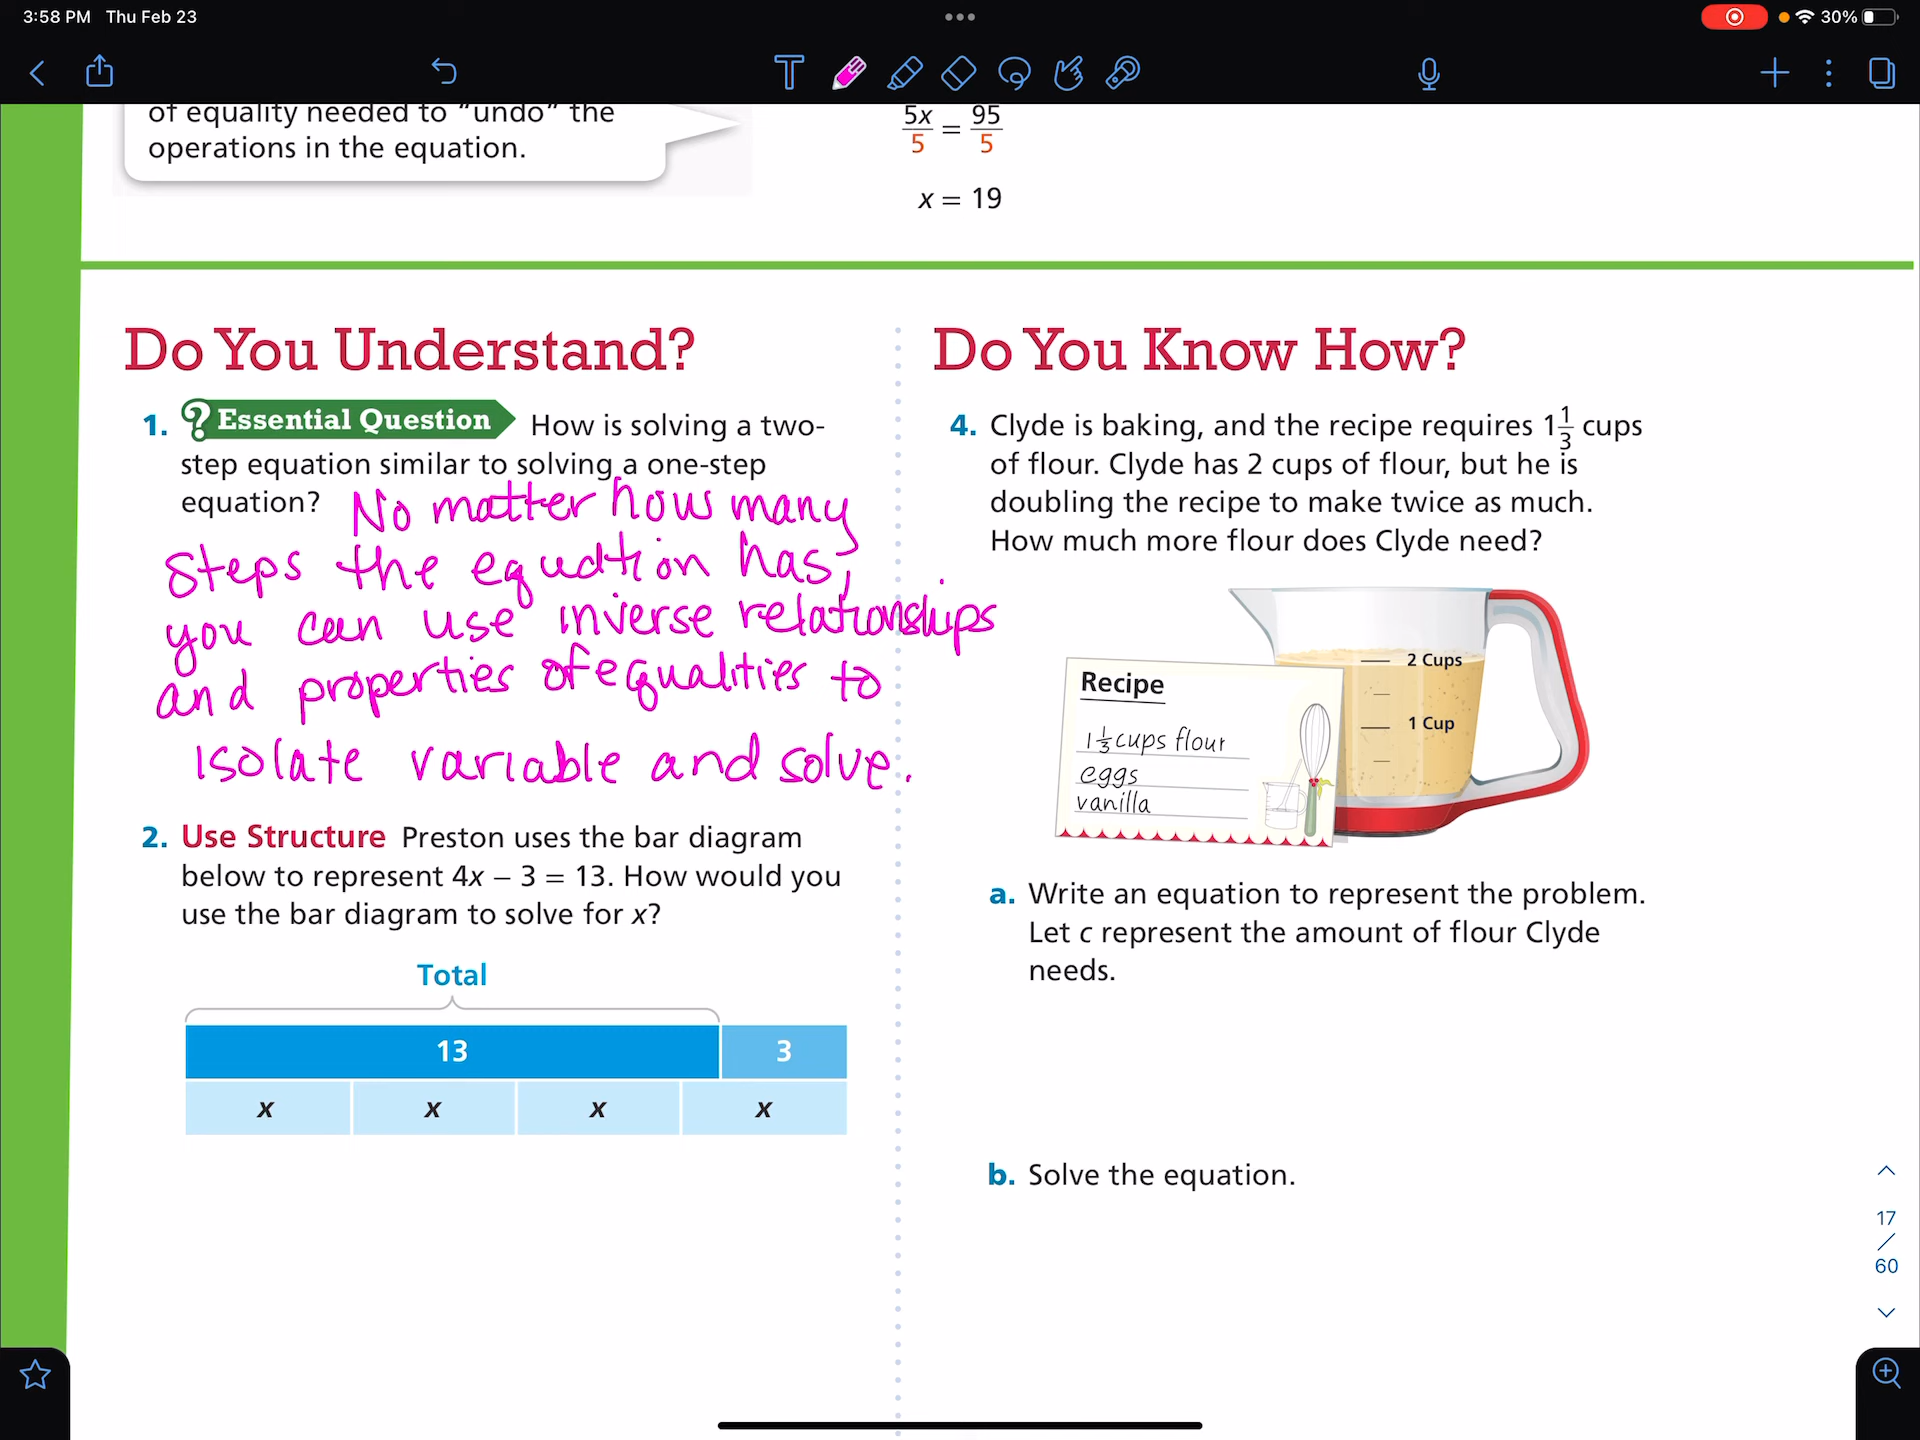 3:58 PM Thu Feb 23
30%
of equality needed to “undo” the
operations in the equation.
5x/5 = 95/5
x = 19
Do You Understand?
1. ? Essential Question How is solving a two-
step equation similar to solving a one-step
equation? No matter how many
steps the equation has,
you can use inverse relationships
and properties of equalities to
isolate variable and solve.
2. Use Structure Preston uses the bar diagram
below to represent 4x − 3 = 13. How would you
use the bar diagram to solve for x?
Total
13 3
x x x x
Do You Know How?
4. Clyde is baking, and the recipe requires 1 1/3 cups
of flour. Clyde has 2 cups of flour, but he is
doubling the recipe to make twice as much.
How much more flour does Clyde need?
Recipe
1 1/3 cups flour
eggs
vanilla
2 Cups
1 Cup
a. Write an equation to represent the problem.
Let c represent the amount of flour Clyde
needs.
b. Solve the equation.
17
/
60